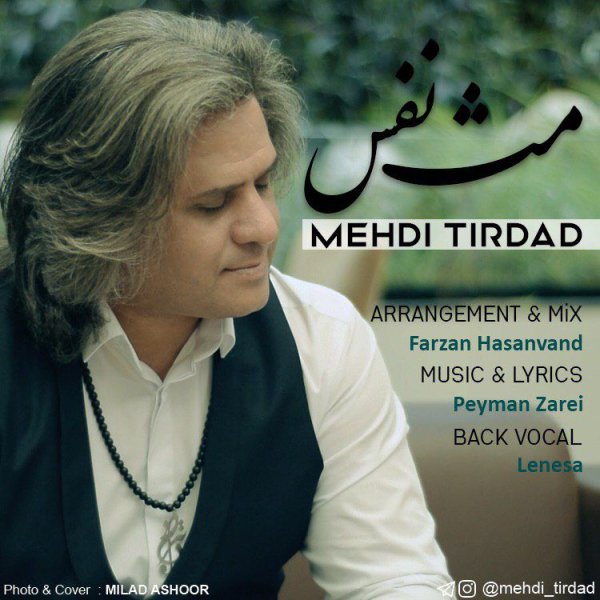 مث نفس
MEHDI TIRDAD
ARRANGEMENT & MiX
Farzan Hasanvand
MUSIC & LYRICS
Peyman Zarei
BACK VOCAL
Lenesa
Photo & Cover : MILAD ASHOOR
@mehdi_tirdad